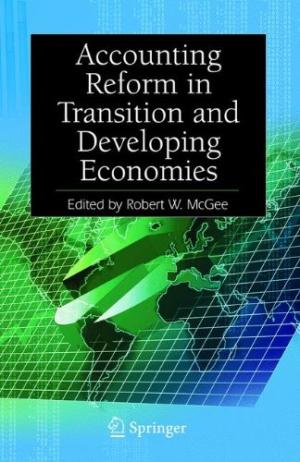 Accounting
Reform in
Transition and
Developing
Economies
Edited by Robert W. McGee
Springer